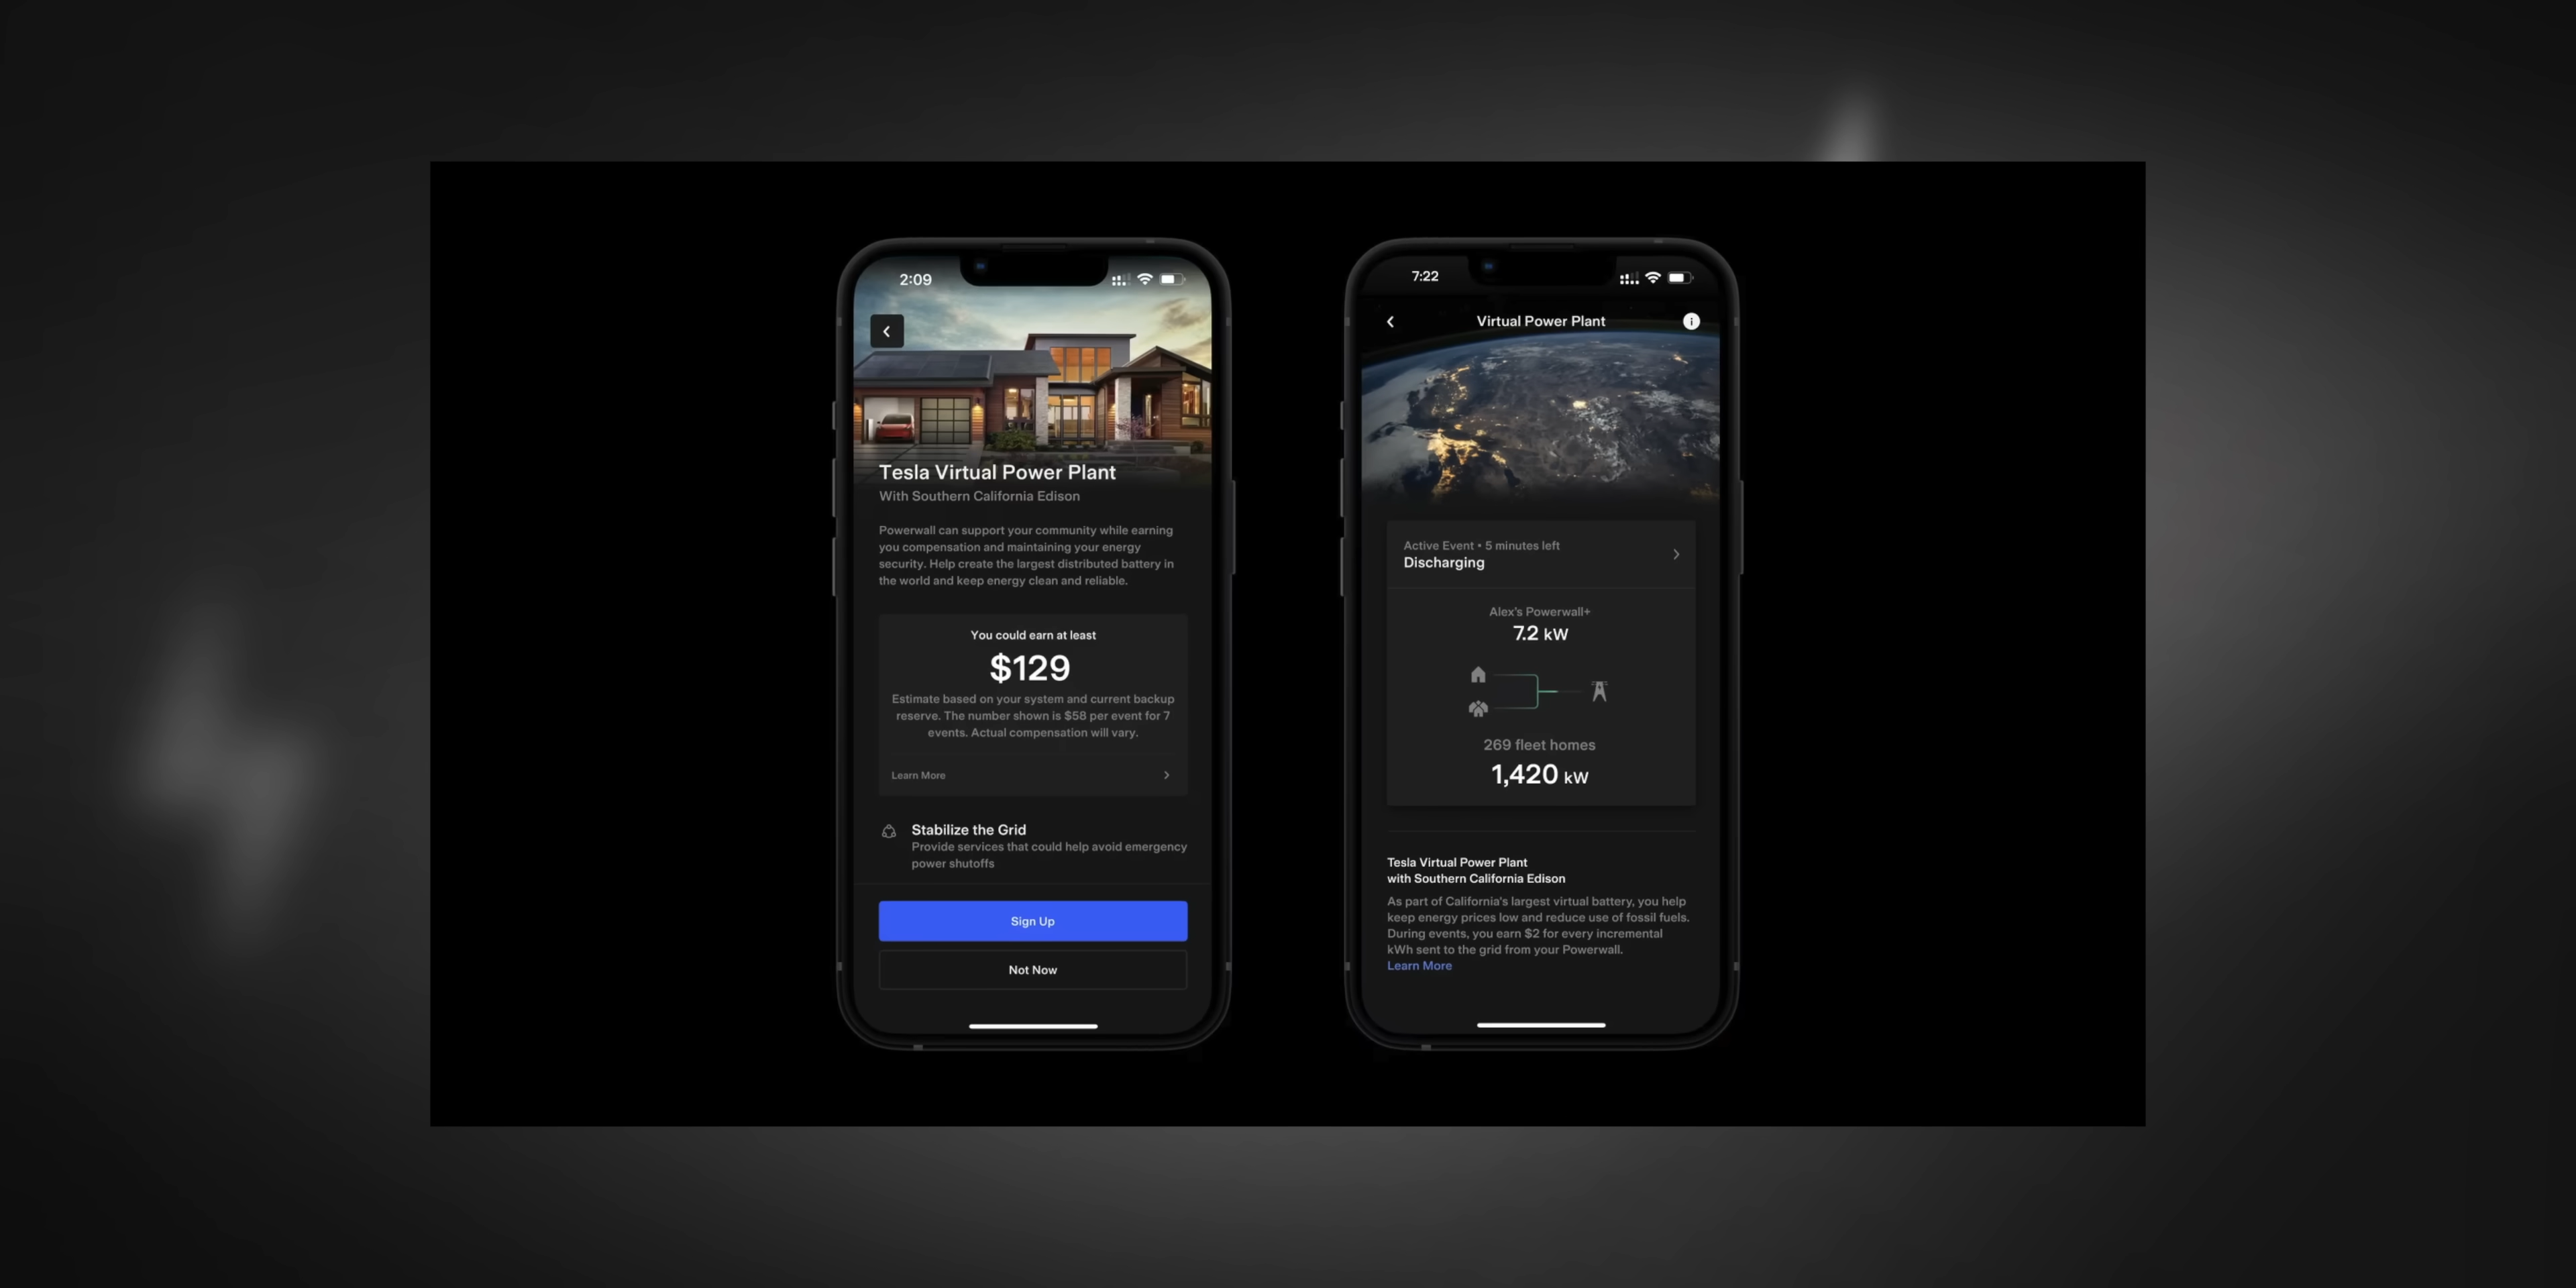 2:09
Tesla Virtual Power Plant
With Southern California Edison
Powerwall can support your community while earning
you compensation and maintaining your energy
security. Help create the largest distributed battery in
the world and keep energy clean and reliable.
You could earn at least
$129
Estimate based on your system and current backup
reserve. The number shown is $58 per event for 7
events. Actual compensation will vary.
Learn More
Stabilize the Grid
Provide services that could help avoid emergency
power shutoffs
Sign Up
Not Now
7:22
Virtual Power Plant
Active Event • 5 minutes left
Discharging
Alex's Powerwall+
7.2 kW
269 fleet homes
1,420 kW
Tesla Virtual Power Plant
with Southern California Edison
As part of California's largest virtual battery, you help
keep energy prices low and reduce use of fossil fuels.
During events, you earn $2 for every incremental
kWh sent to the grid from your Powerwall.
Learn More